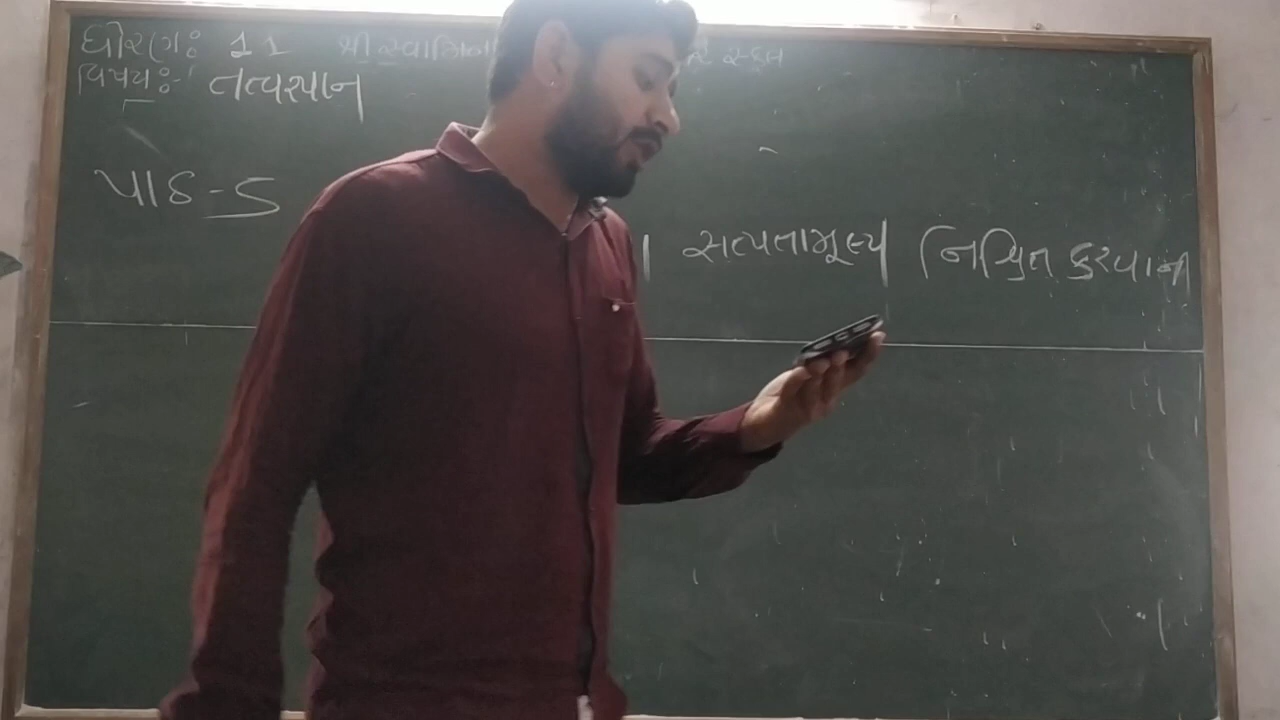 ધોરણઃ 11 શ્રી સ્વામિના
વિષયઃ- તત્વજ્ઞાન
પાઠ-5
સત્યતામૂલ્ય નિશ્ચિત કરવાના